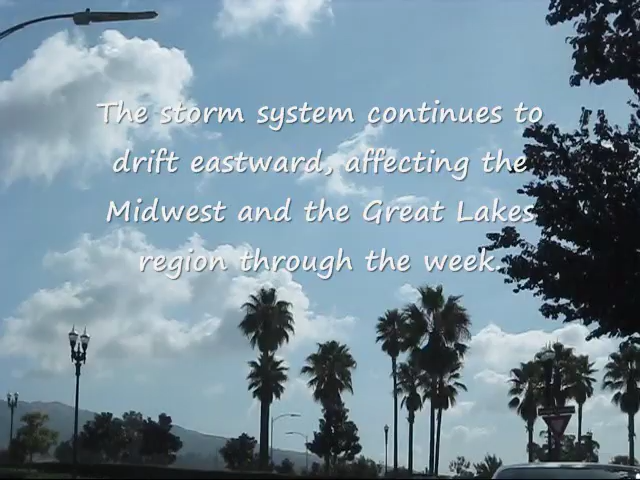 The storm system continues to
drift eastward, affecting the
Midwest and the Great Lakes
region through the week.